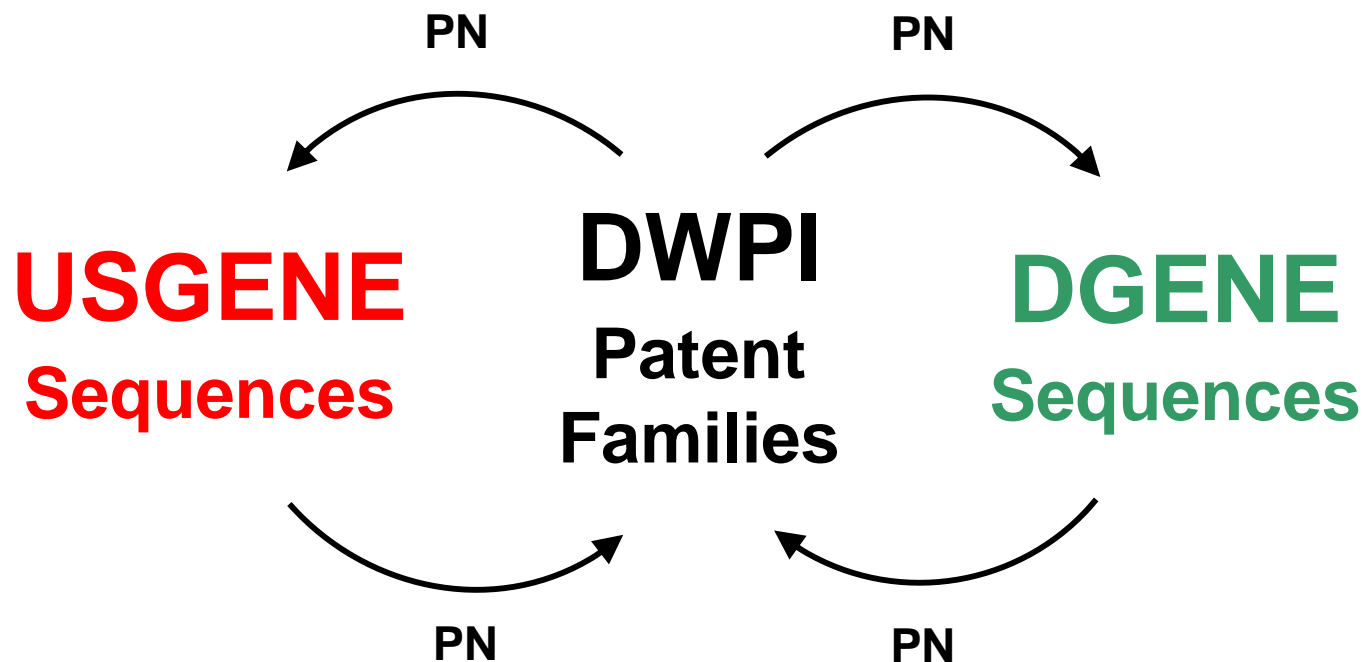 PN
PN
USGENE
Sequences
DWPI
Patent
Families
DGENE
Sequences
PN
PN